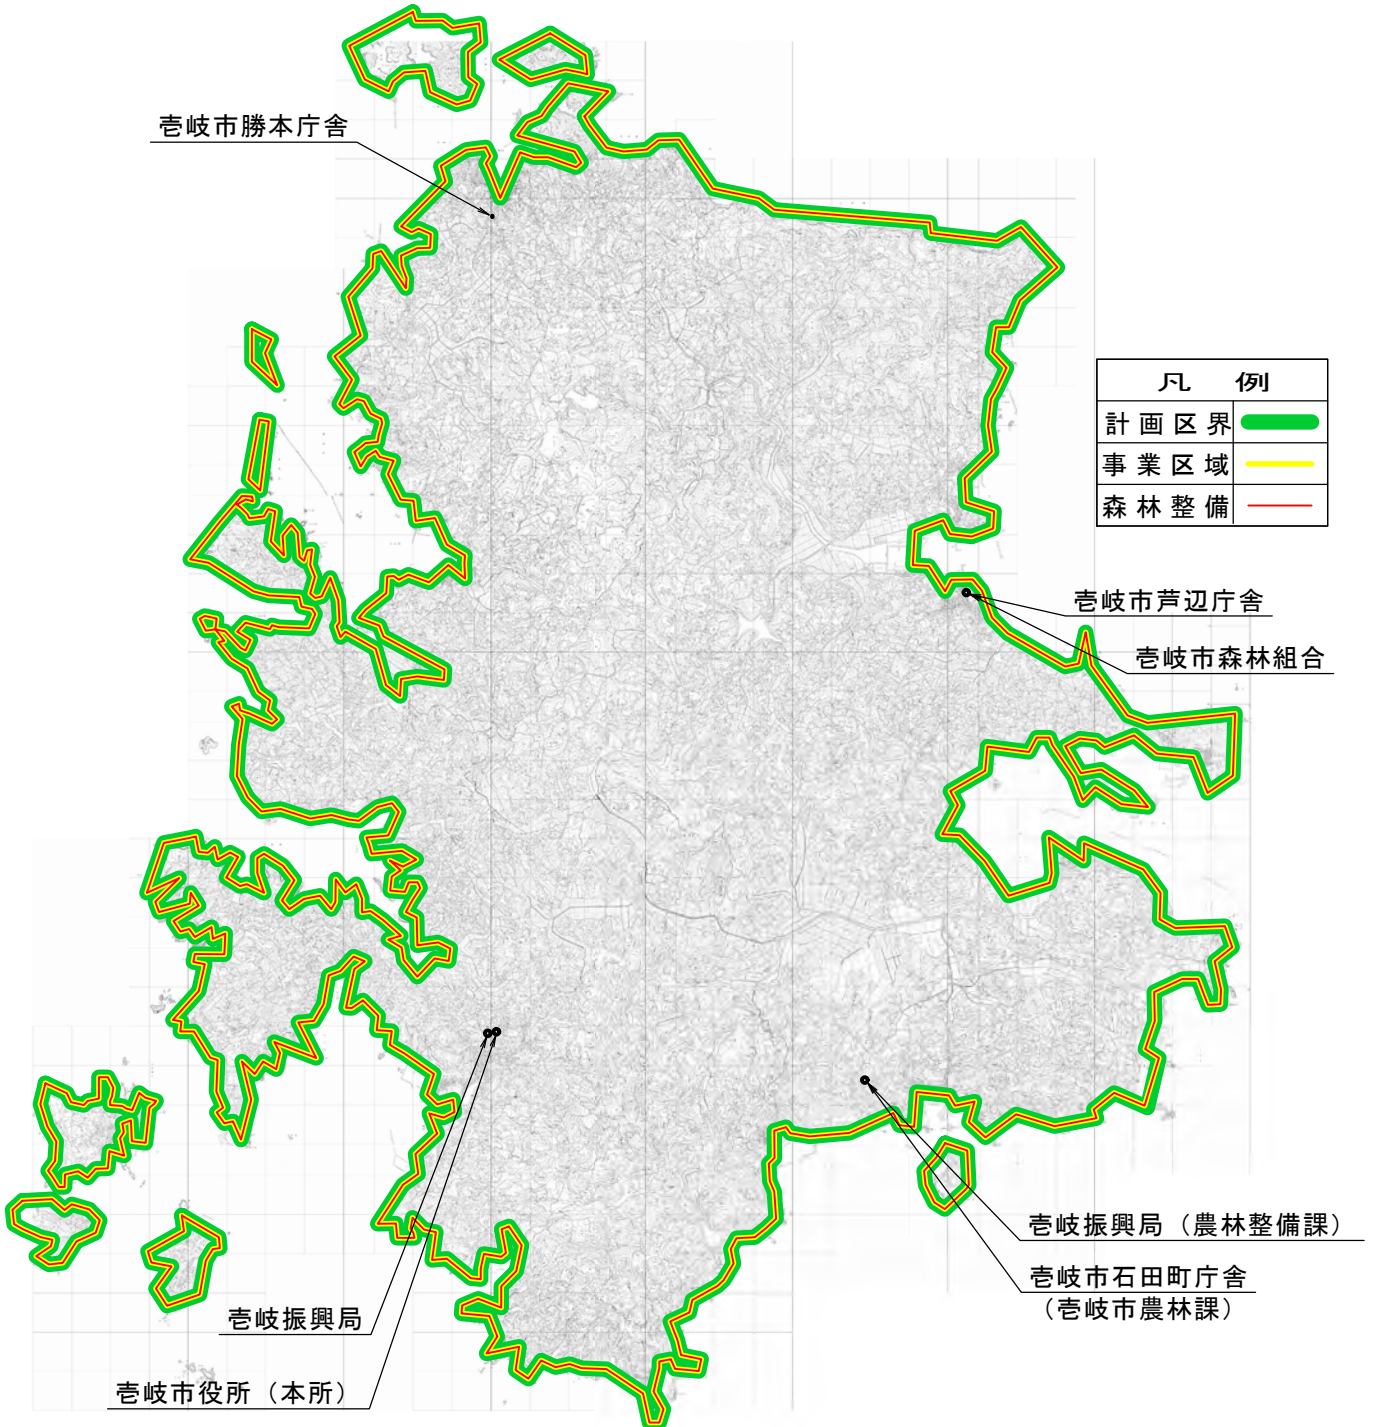 壱岐市勝本庁舎
凡 例
計画区界
事業区域
森林整備
壱岐市芦辺庁舎
壱岐市森林組合
壱岐振興局（農林整備課）
壱岐市石田町庁舎
（壱岐市農林課）
壱岐振興局
壱岐市役所（本所）